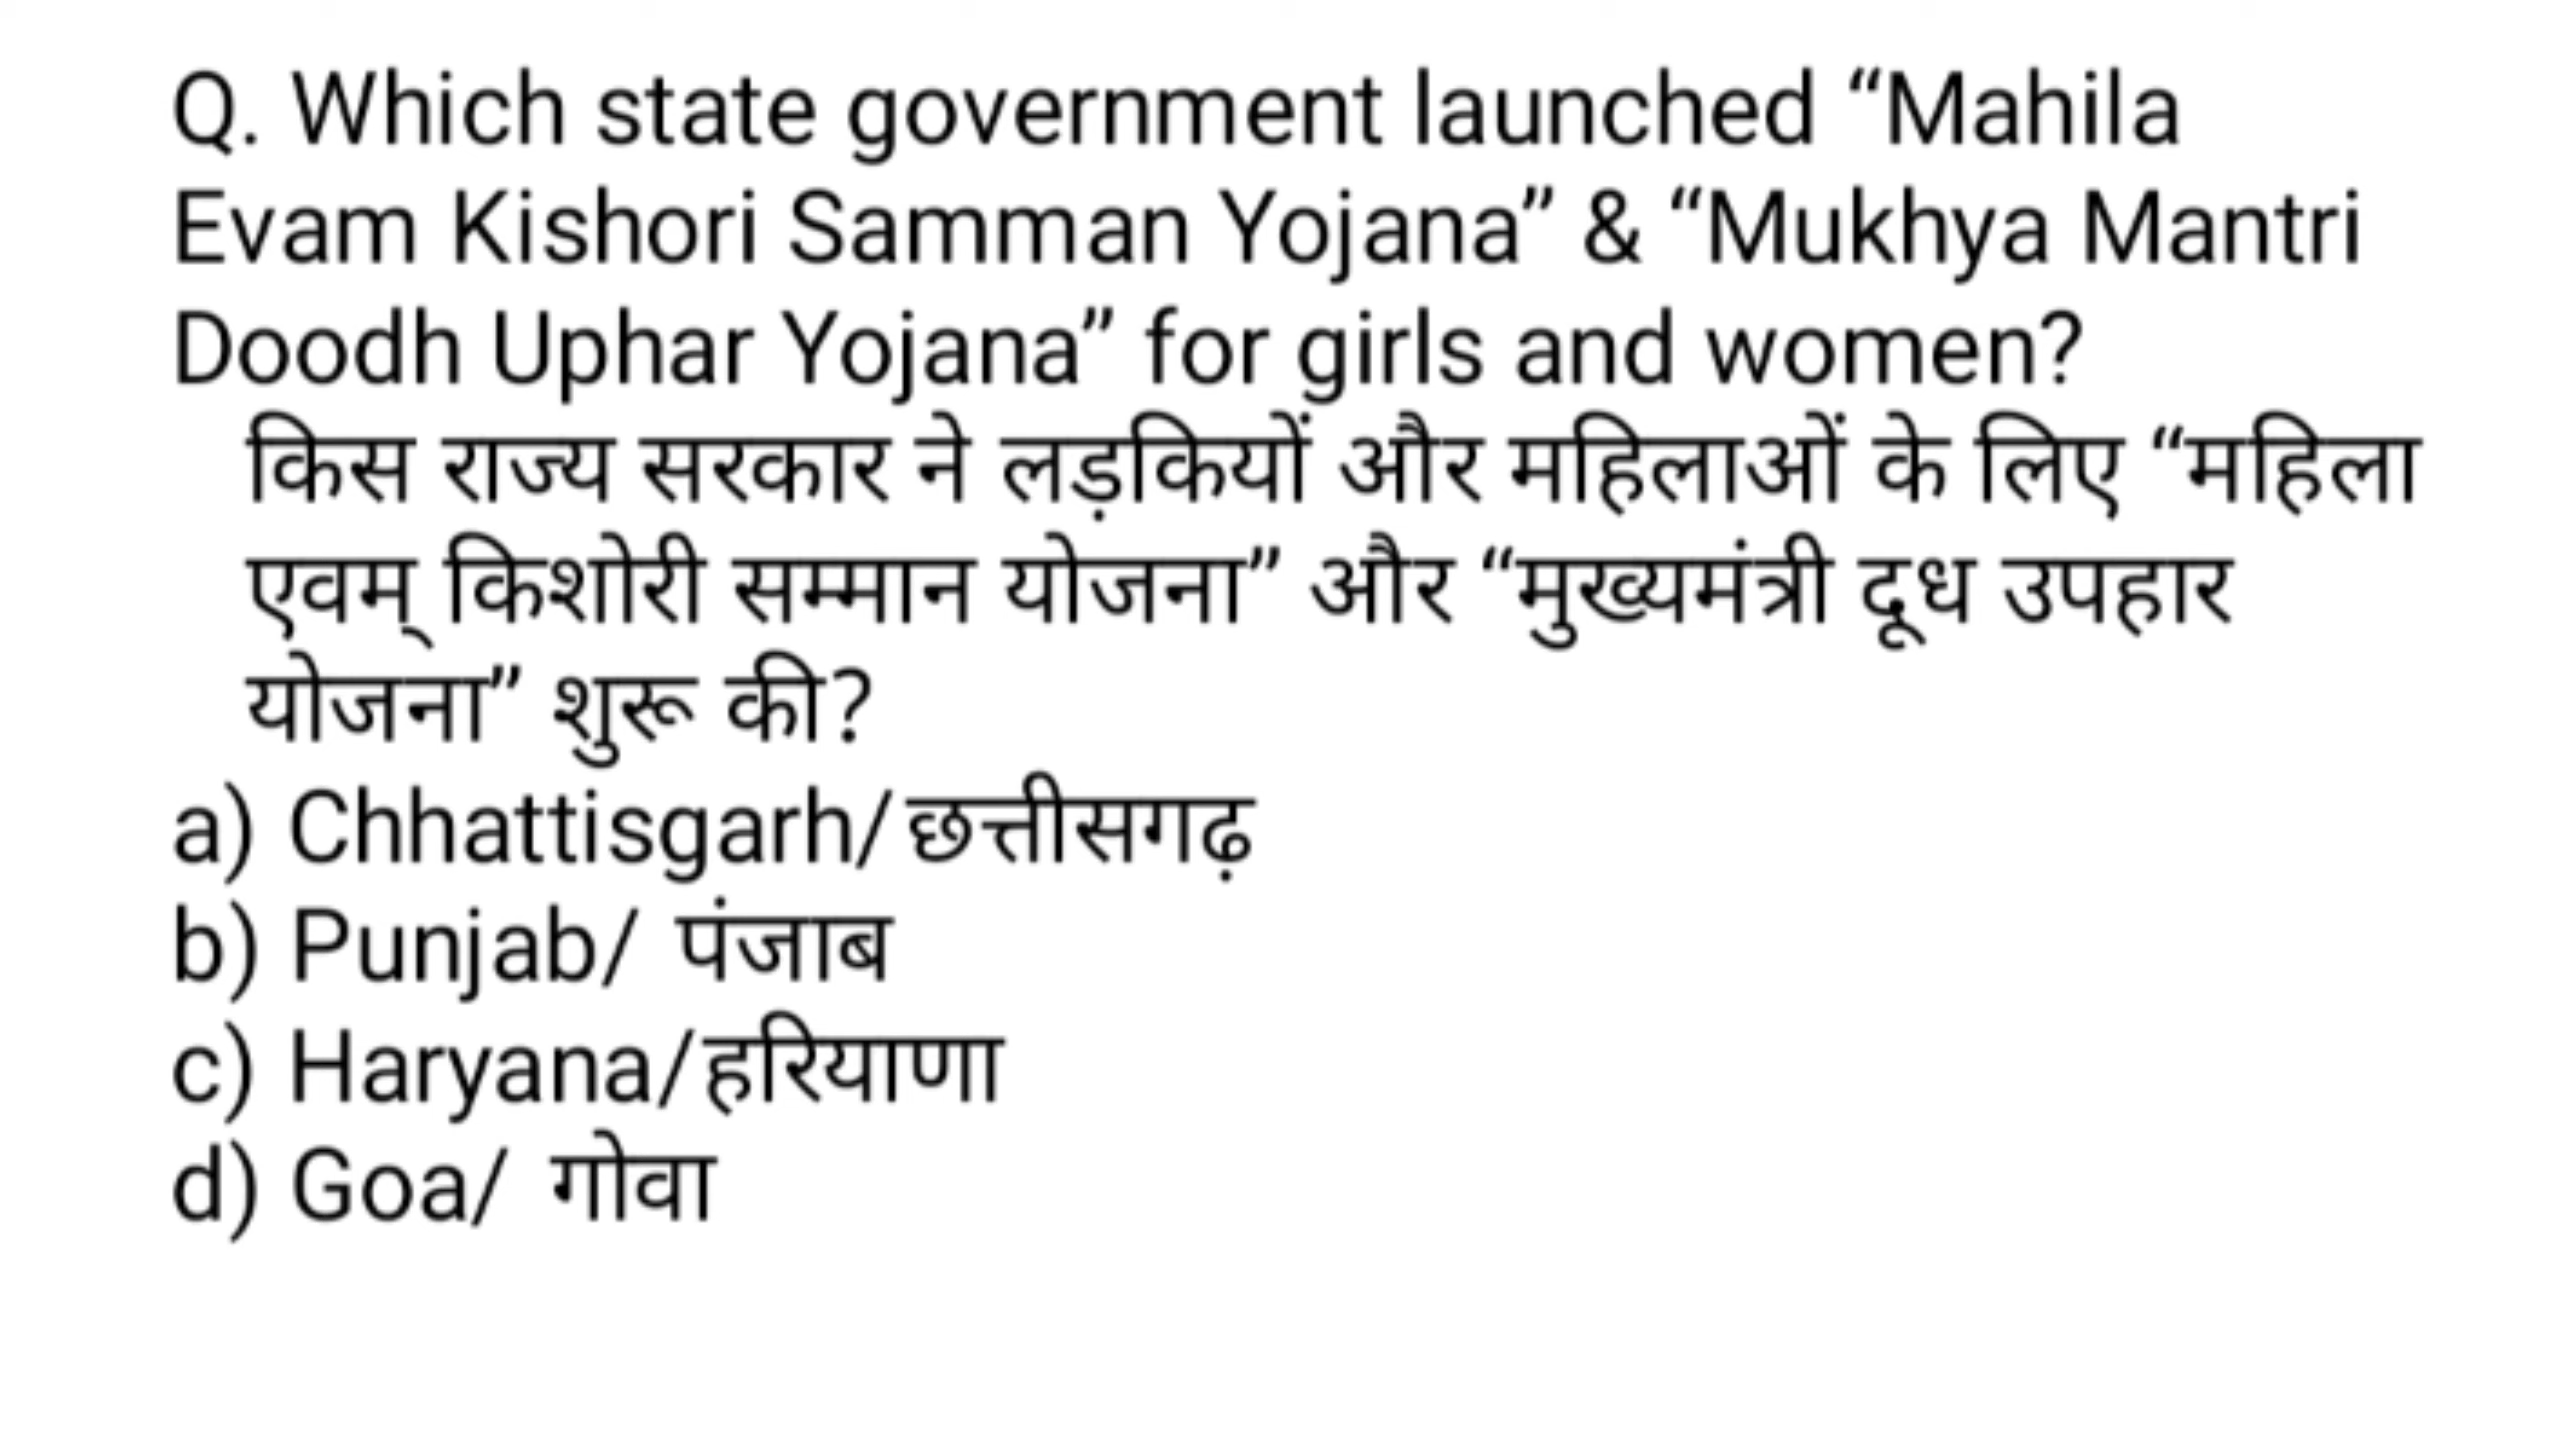 Q. Which state government launched “Mahila
Evam Kishori Samman Yojana” & “Mukhya Mantri
Doodh Uphar Yojana” for girls and women?
किस राज्य सरकार ने लड़कियों और महिलाओं के लिए “महिला
एवम् किशोरी सम्मान योजना” और “मुख्यमंत्री दूध उपहार
योजना” शुरू की?
a) Chhattisgarh/छत्तीसगढ़
b) Punjab/ पंजाब
c) Haryana/हरियाणा
d) Goa/ गोवा